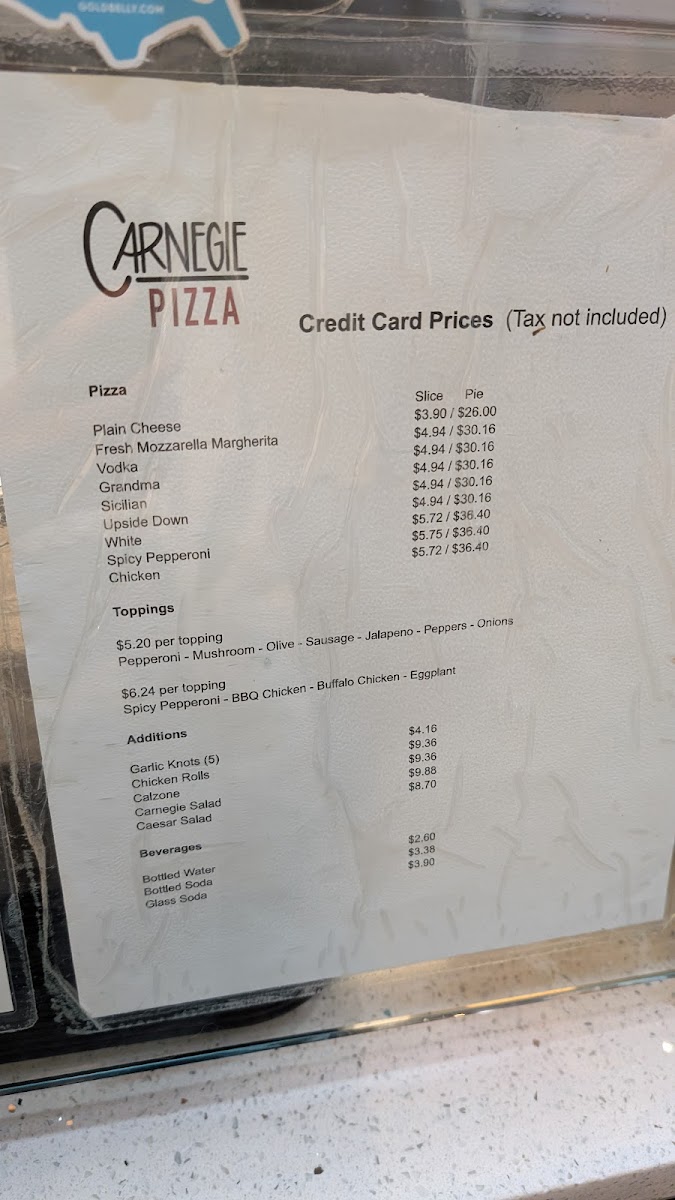 GOLDBELLY.COM
CARNEGIE
PIZZA
Credit Card Prices (Tax not included)
Pizza Slice Pie
Plain Cheese $3.90 / $26.00
Fresh Mozzarella Margherita $4.94 / $30.16
Vodka $4.94 / $30.16
Grandma $4.94 / $30.16
Sicilian $4.94 / $30.16
Upside Down $4.94 / $30.16
White $5.72 / $36.40
Spicy Pepperoni $5.75 / $36.40
Chicken $5.72 / $36.40
Toppings
$5.20 per topping
Pepperoni - Mushroom - Olive - Sausage - Jalapeno - Peppers - Onions
$6.24 per topping
Spicy Pepperoni - BBQ Chicken - Buffalo Chicken - Eggplant
Additions
Garlic Knots (5) $4.16
Chicken Rolls $9.36
Calzone $9.36
Carnegie Salad $9.88
Caesar Salad $8.70
Beverages
Bottled Water $2.60
Bottled Soda $3.38
Glass Soda $3.90